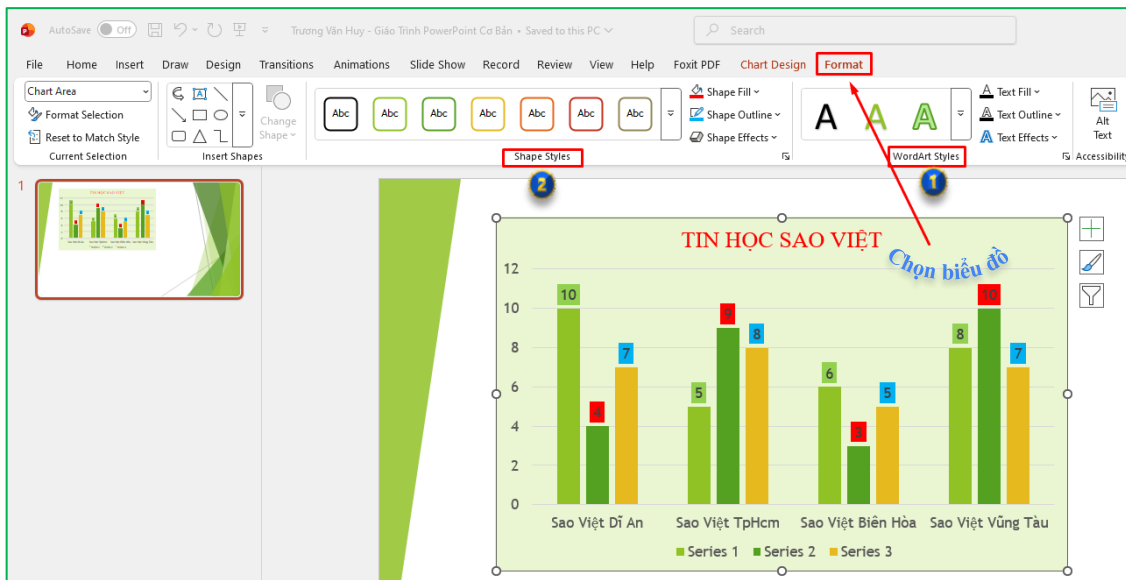 AutoSave Off Trương Văn Huy - Giáo Trình PowerPoint Cơ Bản • Saved to this PC Search
File Home Insert Draw Design Transitions Animations Slide Show Record Review View Help Foxit PDF Chart Design Format
Chart Area
Format Selection
Reset to Match Style
Current Selection
Change
Shape
Insert Shapes
Abc Abc Abc Abc Abc Abc Abc
Shape Fill
Shape Outline
Shape Effects
Shape Styles
A A A
Text Fill
Text Outline
Text Effects
WordArt Styles
Alt
Text
Accessibility
2
1
1
TIN HỌC SAO VIỆT
TIN HỌC SAO VIỆT
Chọn biểu đồ
12
10
8
6
4
2
0
10 4 7
5 9 8
6 3 5
8 10 7
Sao Việt Dĩ An Sao Việt TpHcm Sao Việt Biên Hòa Sao Việt Vũng Tàu
Series 1 Series 2 Series 3